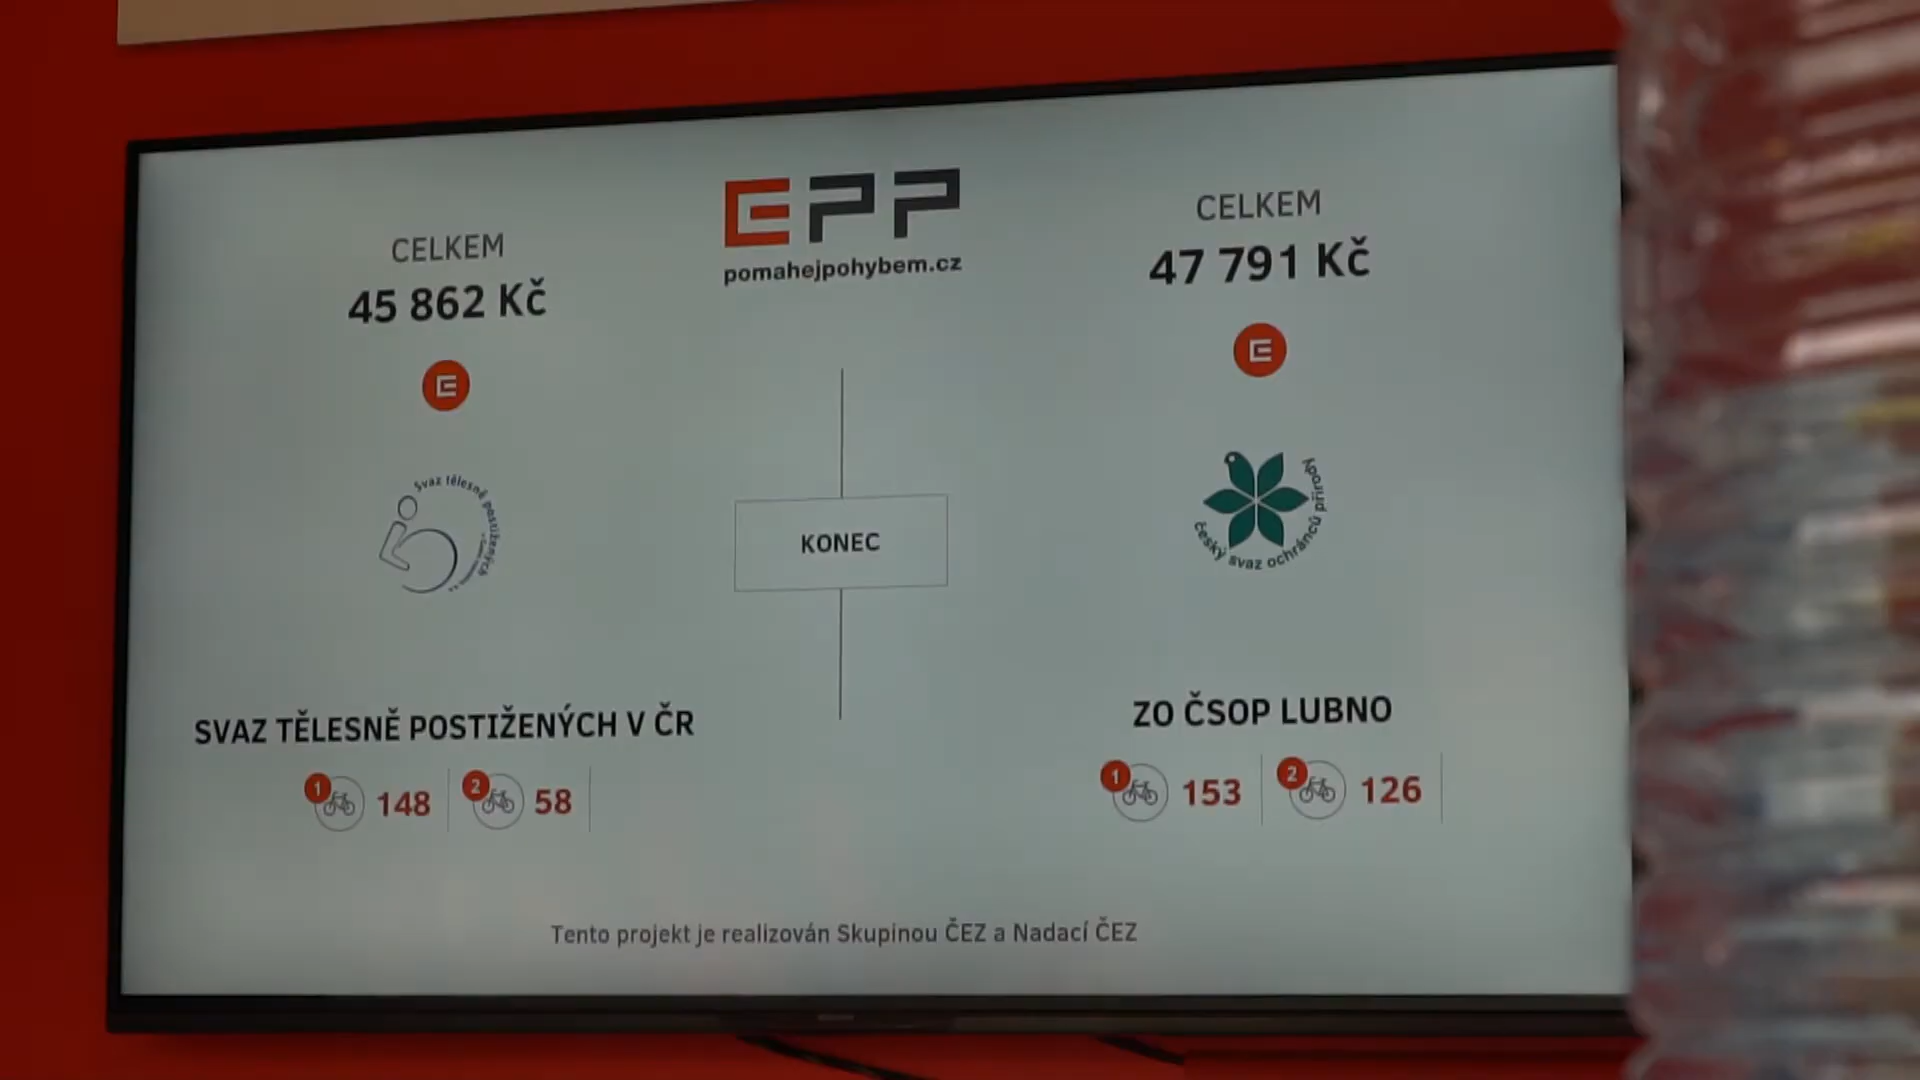 EPP
pomahejpohybem.cz
CELKEM
45 862 Kč
Svaz tělesně postižených
SVAZ TĚLESNĚ POSTIŽENÝCH V ČR
1 148
2 58
KONEC
CELKEM
47 791 Kč
český svaz ochránců přírody
ZO ČSOP LUBNO
1 153
2 126
Tento projekt je realizován Skupinou ČEZ a Nadací ČEZ